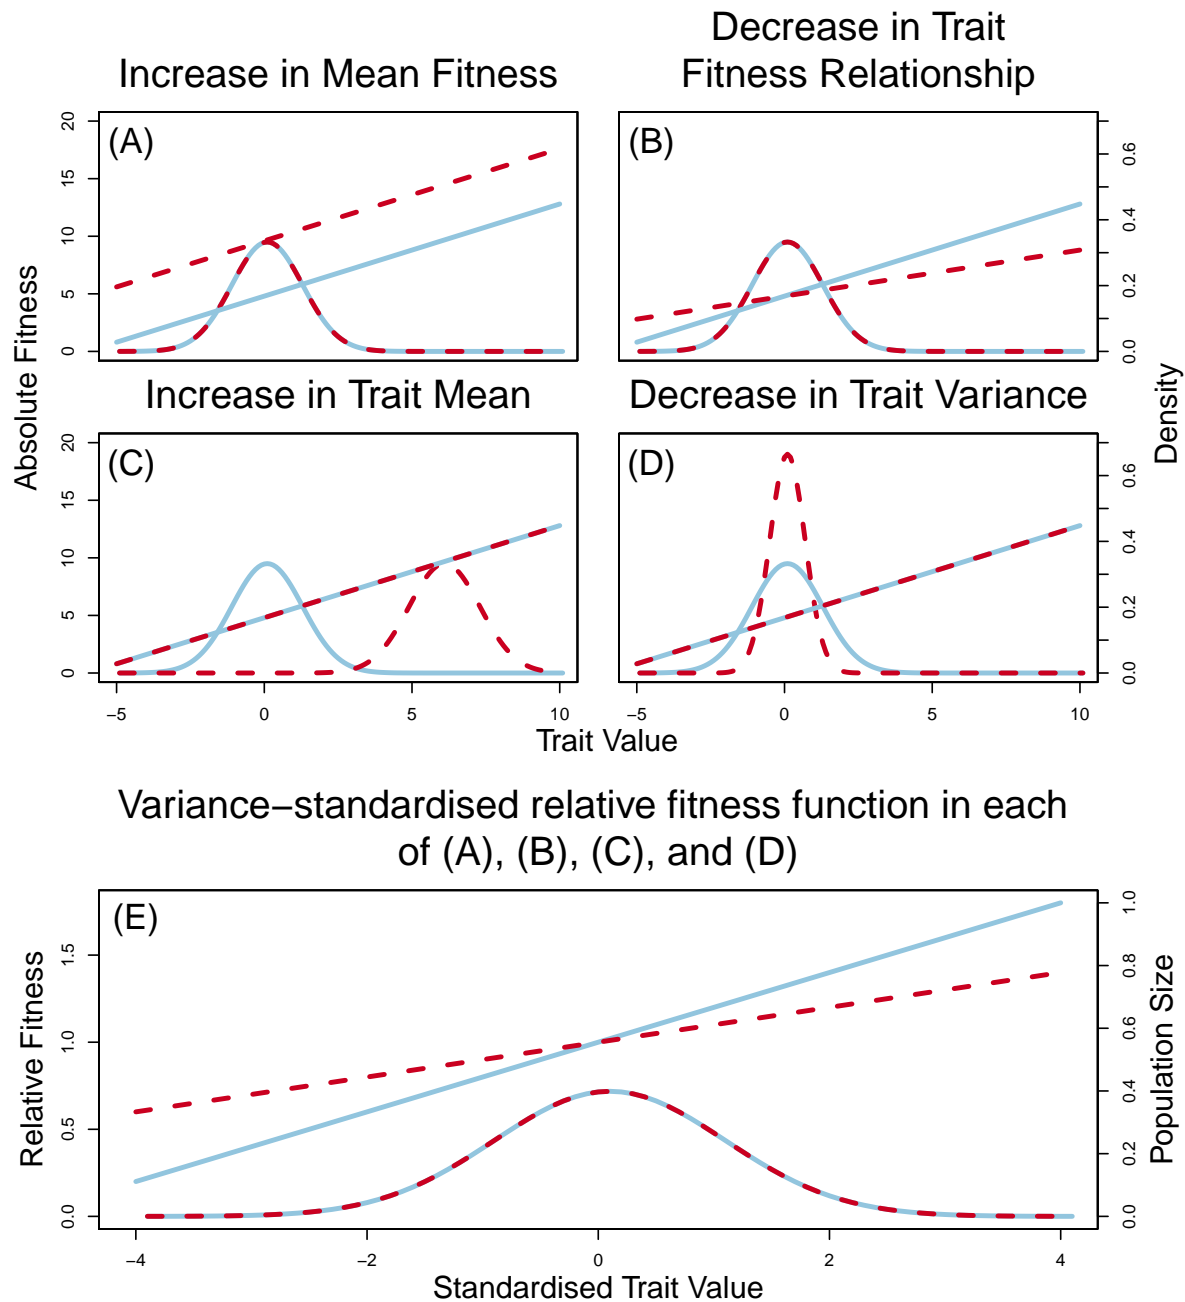 Increase in Mean Fitness
Decrease in Trait
Fitness Relationship
(A)
20
15
10
5
0
(B)
0.6
0.4
0.2
0.0
Absolute Fitness
Density
Increase in Trait Mean
Decrease in Trait Variance
(C)
20
15
10
5
0
−5
0
5
10
(D)
0.6
0.4
0.2
0.0
−5
0
5
10
Trait Value
Variance−standardised relative fitness function in each
of (A), (B), (C), and (D)
(E)
Relative Fitness
1.5
1.0
0.5
0.0
1.0
0.8
0.6
0.4
0.2
0.0
Population Size
−4
−2
0
2
4
Standardised Trait Value